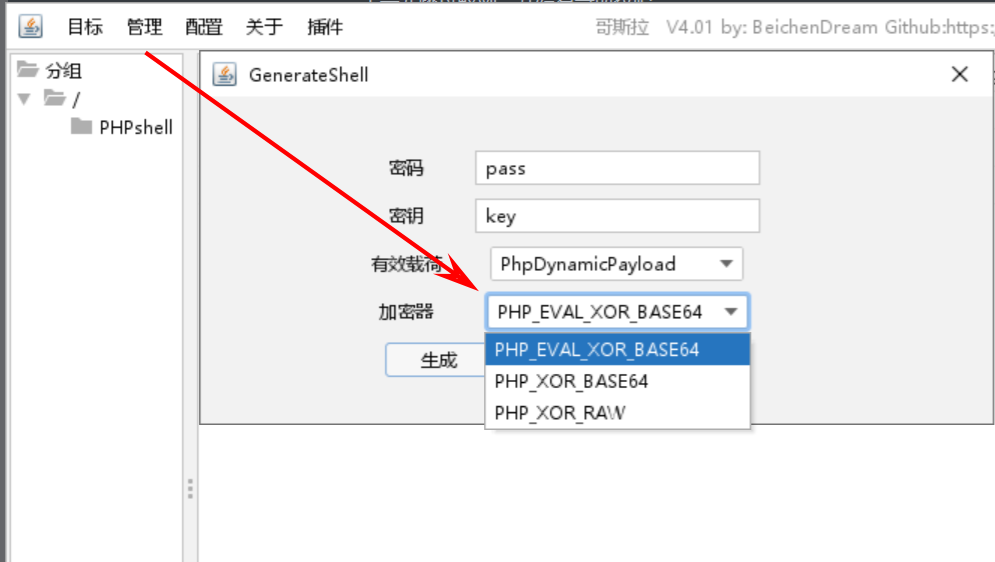 目标 管理 配置 关于 插件 哥斯拉 V4.01 by: BeichenDream Github:https:
分组
GenerateShell
/
PHPshell
密码 pass
密钥 key
有效载荷 PhpDynamicPayload
加密器 PHP_EVAL_XOR_BASE64
PHP_EVAL_XOR_BASE64
生成
PHP_XOR_BASE64
PHP_XOR_RAW